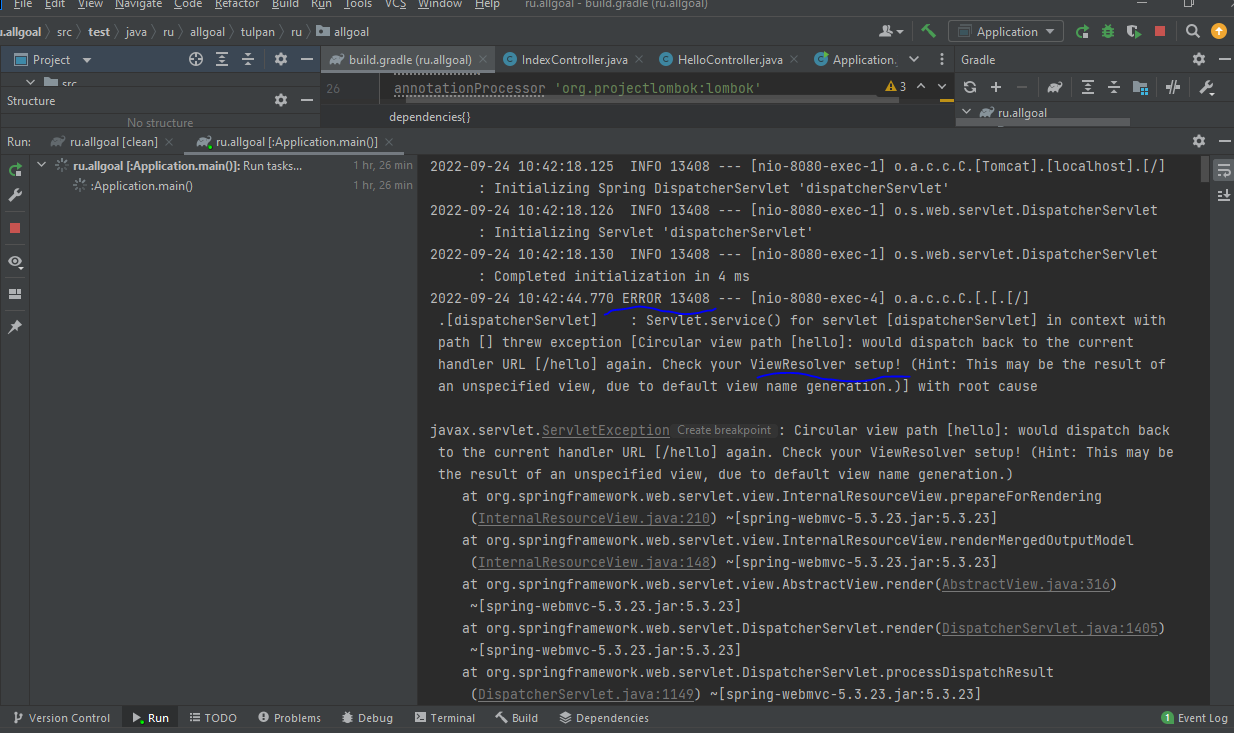 File Edit View Navigate Code Refactor Build Run Tools VCS Window Help ru.allgoal - build.gradle (ru.allgoal)
u.allgoal src test java ru allgoal tulpan ru allgoal Application
Project build.gradle (ru.allgoal) IndexController.java HelloController.java Application. Gradle
src
26 annotationProcessor 'org.projectlombok:lombok' 3
Structure
ru.allgoal
No structure
dependencies{}
Run: ru.allgoal [clean] ru.allgoal [:Application.main()]
ru.allgoal [:Application.main()]: Run tasks... 1 hr, 26 min
:Application.main() 1 hr, 26 min
2022-09-24 10:42:18.125 INFO 13408 --- [nio-8080-exec-1] o.a.c.c.C.[Tomcat].[localhost].[/]
: Initializing Spring DispatcherServlet 'dispatcherServlet'
2022-09-24 10:42:18.126 INFO 13408 --- [nio-8080-exec-1] o.s.web.servlet.DispatcherServlet
: Initializing Servlet 'dispatcherServlet'
2022-09-24 10:42:18.130 INFO 13408 --- [nio-8080-exec-1] o.s.web.servlet.DispatcherServlet
: Completed initialization in 4 ms
2022-09-24 10:42:44.770 ERROR 13408 --- [nio-8080-exec-4] o.a.c.c.C.[.[.[/]
.[dispatcherServlet] : Servlet.service() for servlet [dispatcherServlet] in context with
path [] threw exception [Circular view path [hello]: would dispatch back to the current
handler URL [/hello] again. Check your ViewResolver setup! (Hint: This may be the result of
an unspecified view, due to default view name generation.)] with root cause
javax.servlet.ServletException Create breakpoint : Circular view path [hello]: would dispatch back
to the current handler URL [/hello] again. Check your ViewResolver setup! (Hint: This may be
the result of an unspecified view, due to default view name generation.)
at org.springframework.web.servlet.view.InternalResourceView.prepareForRendering
(InternalResourceView.java:210) ~[spring-webmvc-5.3.23.jar:5.3.23]
at org.springframework.web.servlet.view.InternalResourceView.renderMergedOutputModel
(InternalResourceView.java:148) ~[spring-webmvc-5.3.23.jar:5.3.23]
at org.springframework.web.servlet.view.AbstractView.render(AbstractView.java:316)
~[spring-webmvc-5.3.23.jar:5.3.23]
at org.springframework.web.servlet.DispatcherServlet.render(DispatcherServlet.java:1405)
~[spring-webmvc-5.3.23.jar:5.3.23]
at org.springframework.web.servlet.DispatcherServlet.processDispatchResult
(DispatcherServlet.java:1149) ~[spring-webmvc-5.3.23.jar:5.3.23]
Version Control Run TODO Problems Debug Terminal Build Dependencies 1 Event Log